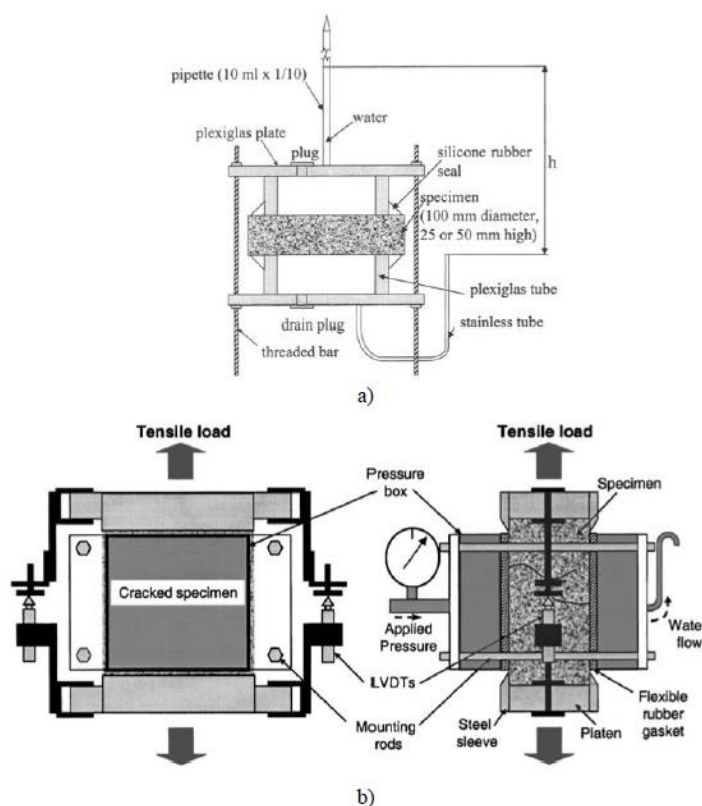 pipette (10 ml x 1/10)
water
plexiglas plate
plug
silicone rubber
seal
h
specimen
(100 mm diameter,
25 or 50 mm high)
plexiglas tube
drain plug
stainless tube
threaded bar
a)
Tensile load
Tensile load
Pressure
box
Specimen
Cracked specimen
Applied
Pressure
Water
flow
LVDTs
Mounting
rods
Steel
sleeve
Platen
Flexible
rubber
gasket
b)